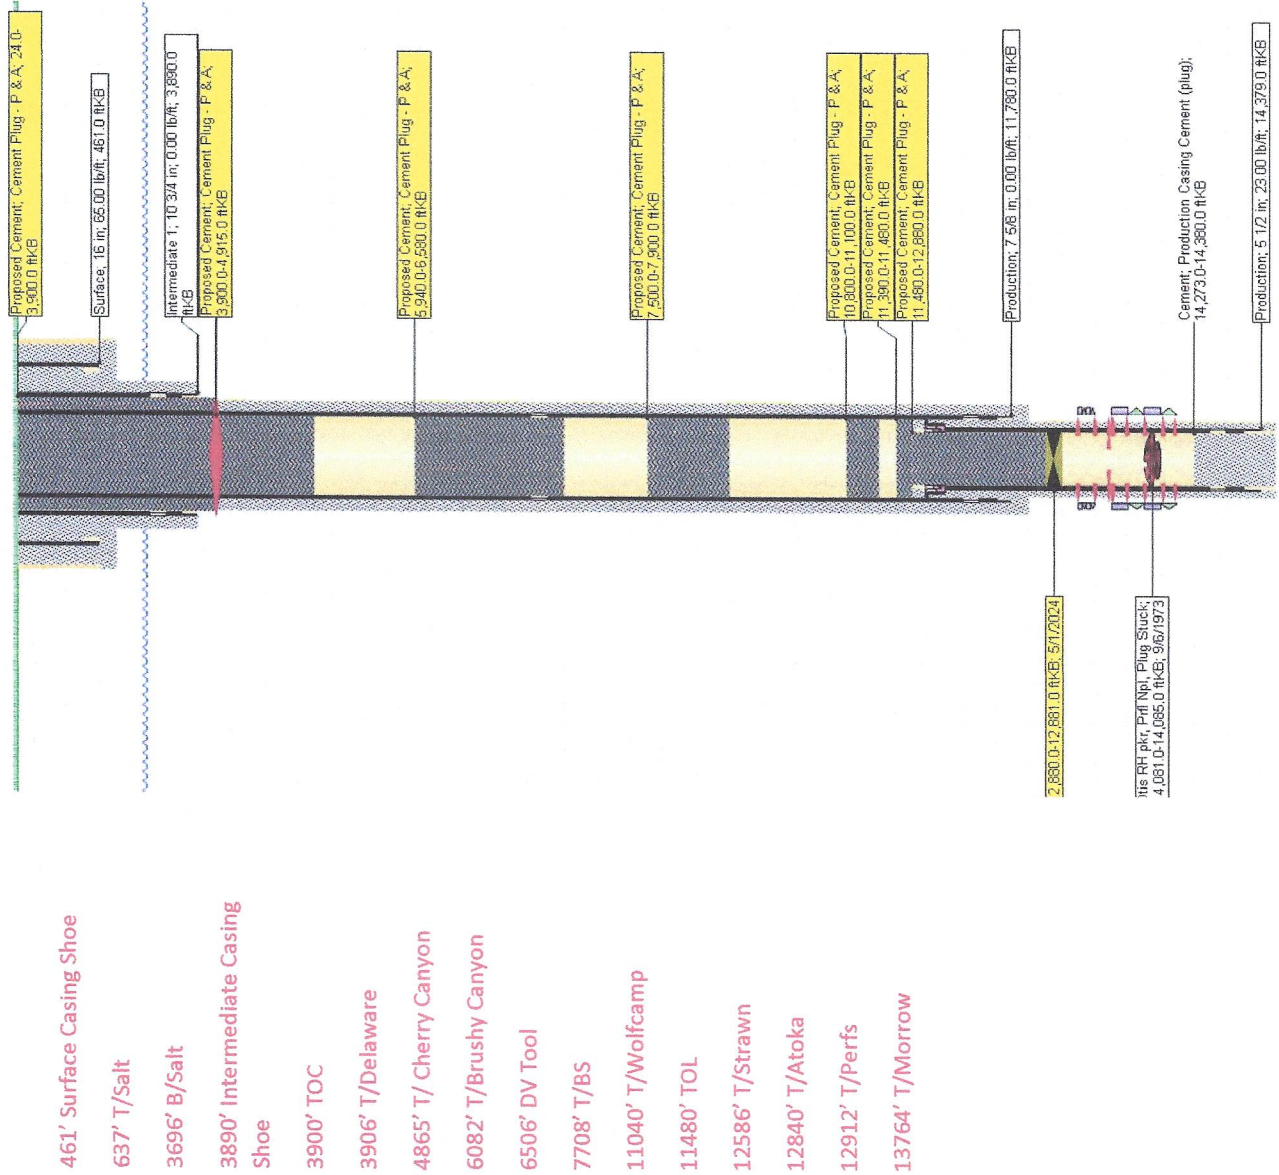 Proposed Cement; Cement Plug - P & A; 24.0-
3,900.0 ftKB
Surface; 16 in; 65.00 lb/ft; 461.0 ftKB
Intermediate 1; 10 3/4 in; 0.00 lb/ft; 3,890.0
ftKB
Proposed Cement; Cement Plug - P & A;
3,900.0-4,915.0 ftKB
Proposed Cement; Cement Plug - P & A;
5,940.0-6,580.0 ftKB
Proposed Cement; Cement Plug - P & A;
7,500.0-7,900.0 ftKB
Proposed Cement; Cement Plug - P & A;
10,800.0-11,100.0 ftKB
Proposed Cement; Cement Plug - P & A;
11,390.0-11,480.0 ftKB
Proposed Cement; Cement Plug - P & A;
11,480.0-12,880.0 ftKB
Production; 7 5/8 in; 0.00 lb/ft; 11,780.0 ftKB
Cement; Production Casing Cement (plug);
14,273.0-14,380.0 ftKB
Production; 5 1/2 in; 23.00 lb/ft; 14,379.0 ftKB
2,880.0-12,881.0 ftKB; 5/1/2024
tis RH pkr, Prfl Npl, Plug Stuck;
4,081.0-14,085.0 ftKB; 9/6/1973
461' Surface Casing Shoe
637' T/Salt
3696' B/Salt
3890' Intermediate Casing
Shoe
3900' TOC
3906' T/Delaware
4865' T/ Cherry Canyon
6082' T/Brushy Canyon
6506' DV Tool
7708' T/BS
11040' T/Wolfcamp
11480' TOL
12586' T/Strawn
12840' T/Atoka
12912' T/Perfs
13764' T/Morrow